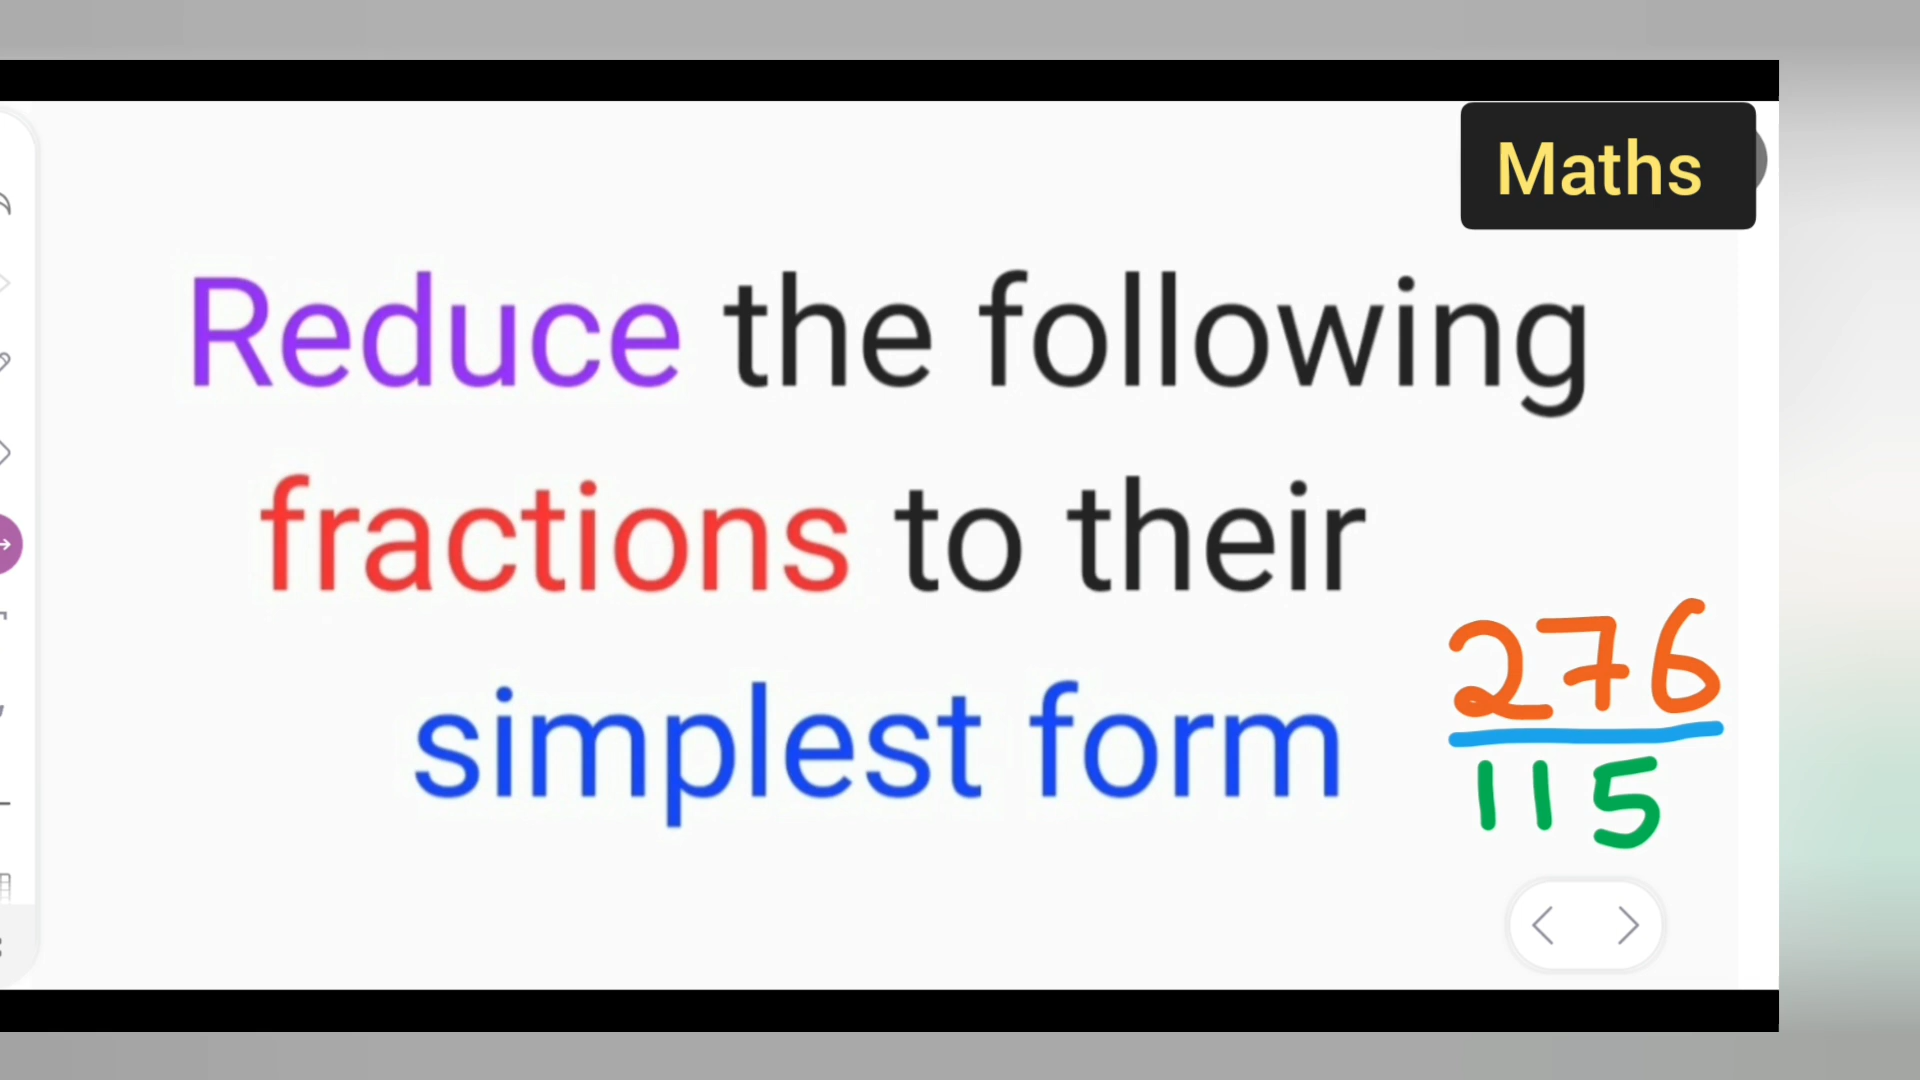 Maths
Reduce the following
fractions to their
simplest form
276
115